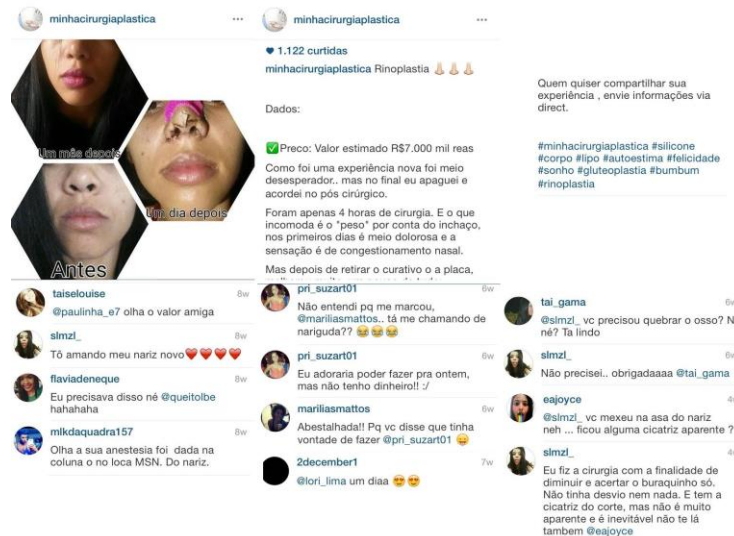 minhacirurgiaplastica
Um mês depois
Um dia depois
Antes
taiselouise 8w
@paulinha_e7 olha o valor amiga
slmzl_ 8w
Tô amando meu nariz novo❤️❤️❤️❤️
flaviadeneque 8w
Eu precisava disso né @queitolbe
hahahaha
mlkdaquadra157 8w
Olha a sua anestesia foi dada na
coluna o no loca MSN. Do nariz.
minhacirurgiaplastica
1.122 curtidas
minhacirurgiaplastica Rinoplastia 👃👃👃
Dados:
✅Preco: Valor estimado R$7.000 mil reas
Como foi uma experiência nova foi meio
desesperador.. mas no final eu apaguei e
acordei no pós cirúrgico.
Foram apenas 4 horas de cirurgia. E o que
incomoda é o "peso" por conta do inchaço,
nos primeiros dias é meio dolorosa e a
sensação é de congestionamento nasal.
Mas depois de retirar o curativo o a placa,
pri_suzart01 6w
Não entendi pq me marcou,
@mariliasmattos.. tá me chamando de
nariguda?? 😂😂😂
pri_suzart01 6w
Eu adoraria poder fazer pra ontem,
mas não tenho dinheiro!! :/
mariliasmattos 6w
Abestalhada!! Pq vc disse que tinha
vontade de fazer @pri_suzart01 😄
2december1 7w
@lori_lima um diaa 😍😍
Quem quiser compartilhar sua
experiência , envie informações via
direct.
#minhacirurgiaplastica #silicone
#corpo #lipo #autoestima #felicidade
#sonho #gluteoplastia #bumbum
#rinoplastia
tai_gama 6w
@slmzl_ vc precisou quebrar o osso? N
né? Ta lindo
slmzl_ 6w
Não precisei.. obrigadaaaa @tai_gama
eajoyce
@slmzl_ vc mexeu na asa do nariz
neh ... ficou alguma cicatriz aparente ?
slmzl_
Eu fiz a cirurgia com a finalidade de
diminuir e acertar o buraquinho só.
Não tinha desvio nem nada. E tem a
cicatriz do corte, mas não é muito
aparente e é inevitável não te lá
tambem @eajoyce